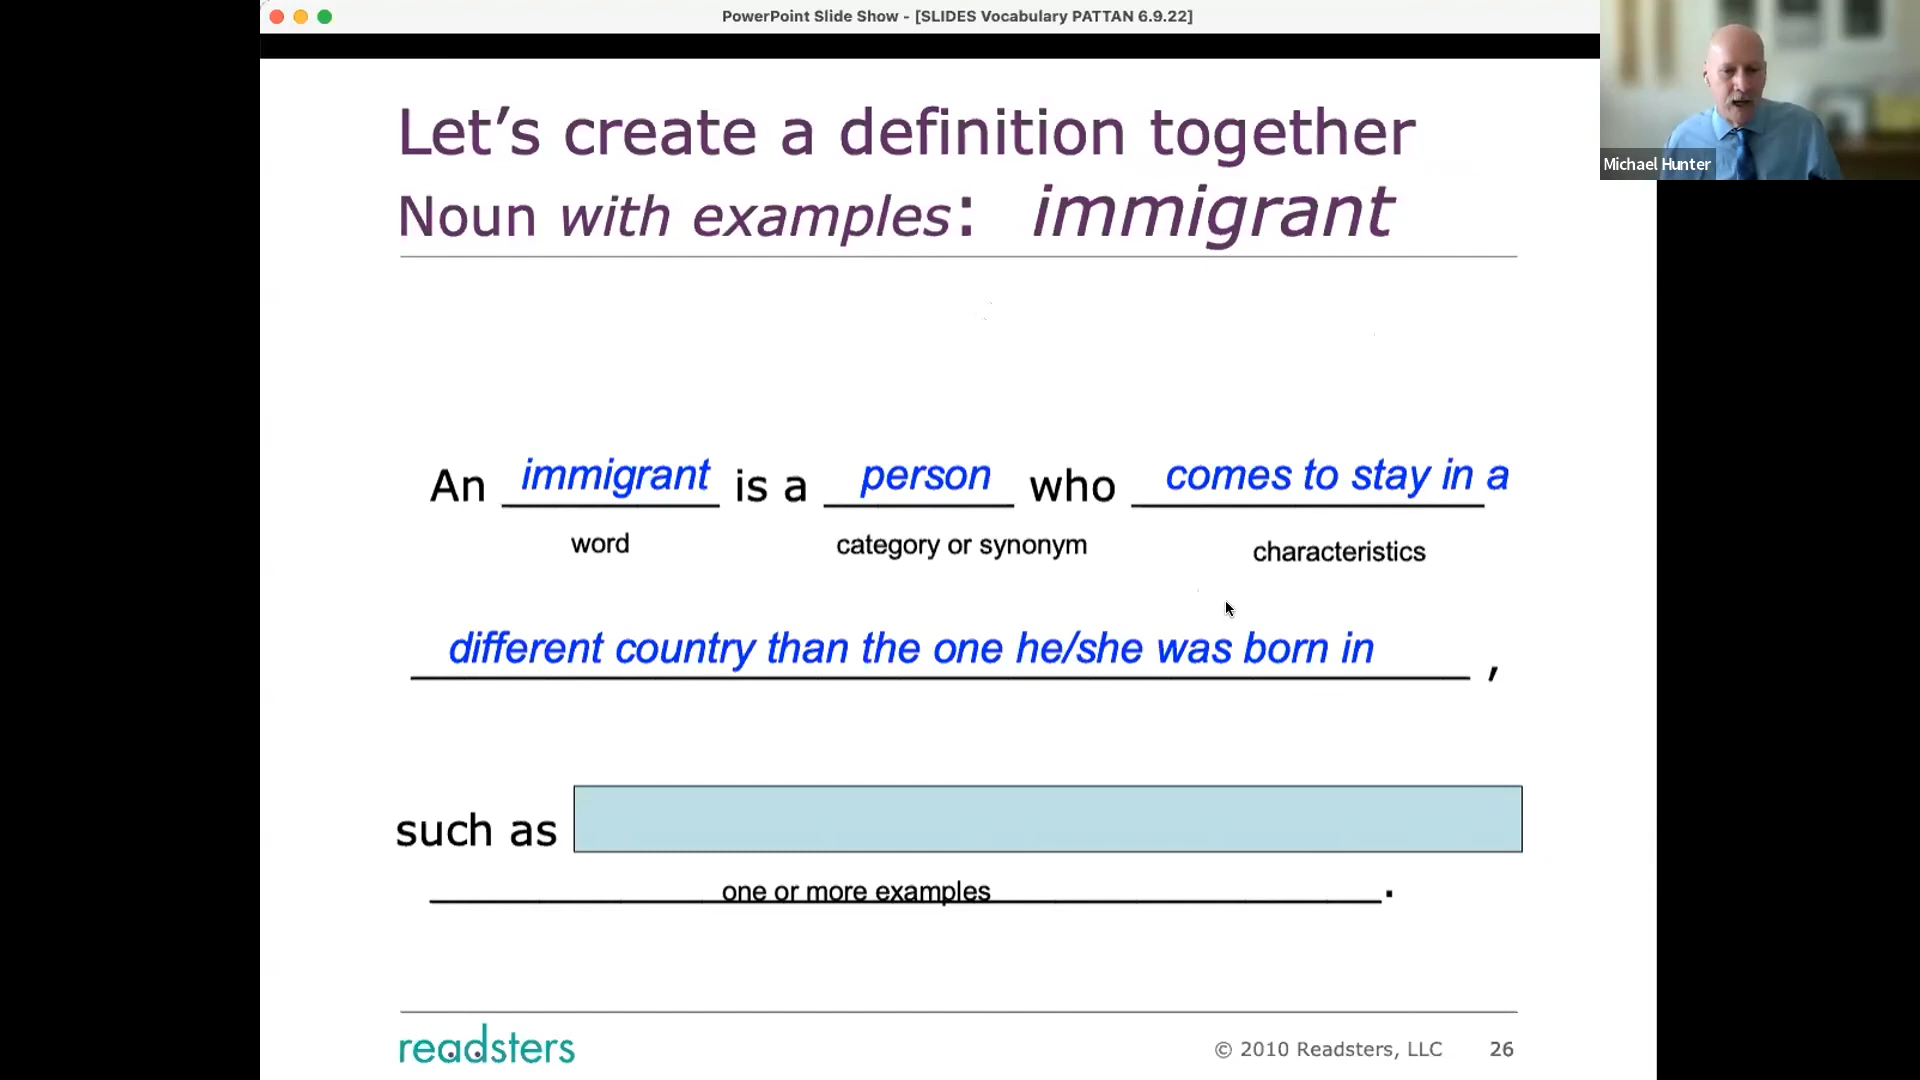 PowerPoint Slide Show - [SLIDES Vocabulary PATTAN 6.9.22]
Michael Hunter
Let’s create a definition together
Noun with examples: immigrant
An immigrant is a person who comes to stay in a
word category or synonym characteristics
different country than the one he/she was born in ,
such as
one or more examples .
readsters © 2010 Readsters, LLC 26